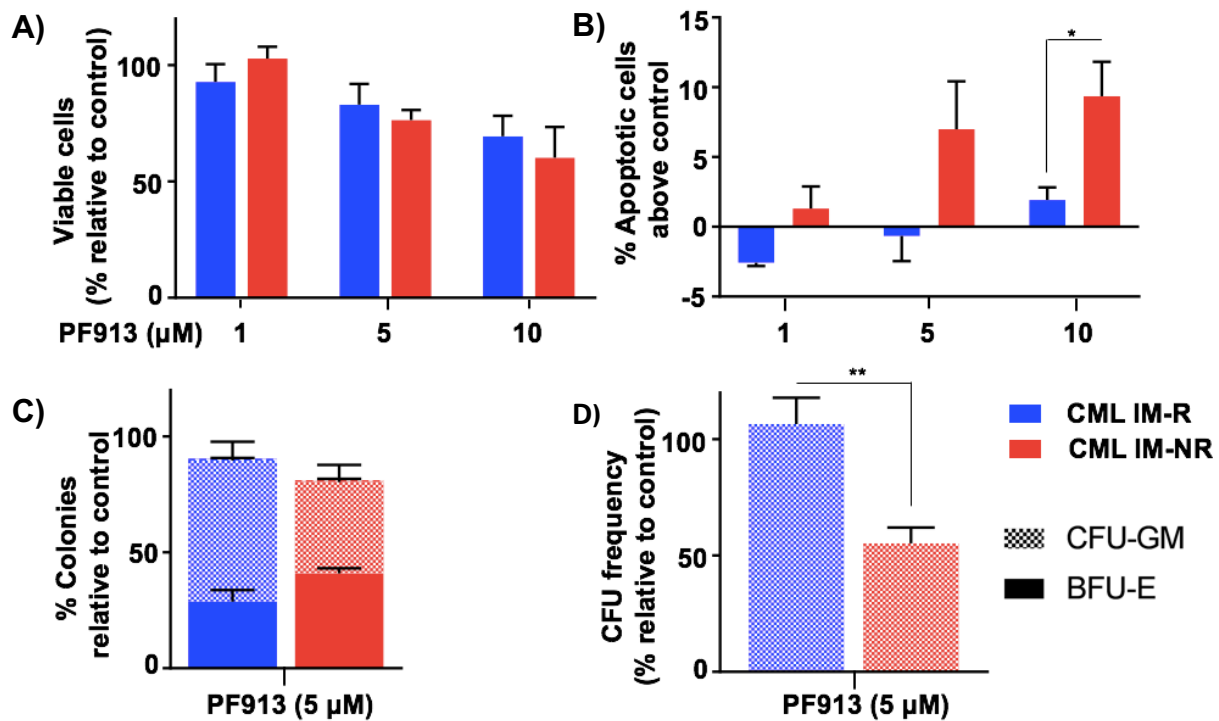 A)
Viable cells
(% relative to control)
100
50
0
PF913 (µM)
1
5
10
B)
% Apoptotic cells
above control
15
10
5
0
-5
*
1
5
10
C)
% Colonies
relative to control
100
50
0
PF913 (5 µM)
D)
CFU frequency
(% relative to control)
100
50
0
**
PF913 (5 µM)
CML IM-R
CML IM-NR
CFU-GM
BFU-E